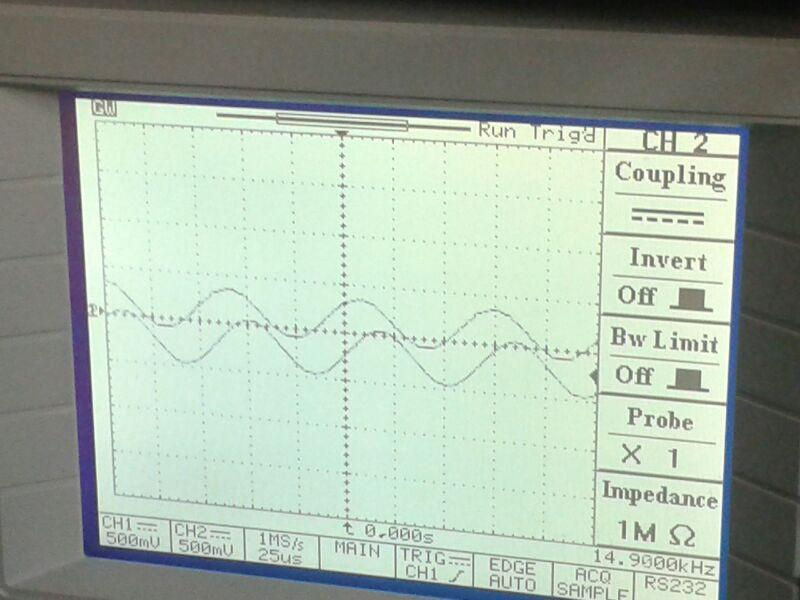 GW
Run Trig'd
CH 2
Coupling
Invert
Off
Bw Limit
Off
Probe
X 1
Impedance
1M Ω
t 0.000s
14.9000kHz
CH1
500mV
CH2
500mV
1MS/s
25us
MAIN
TRIG
CH1
EDGE
AUTO
ACQ
SAMPLE
RS232